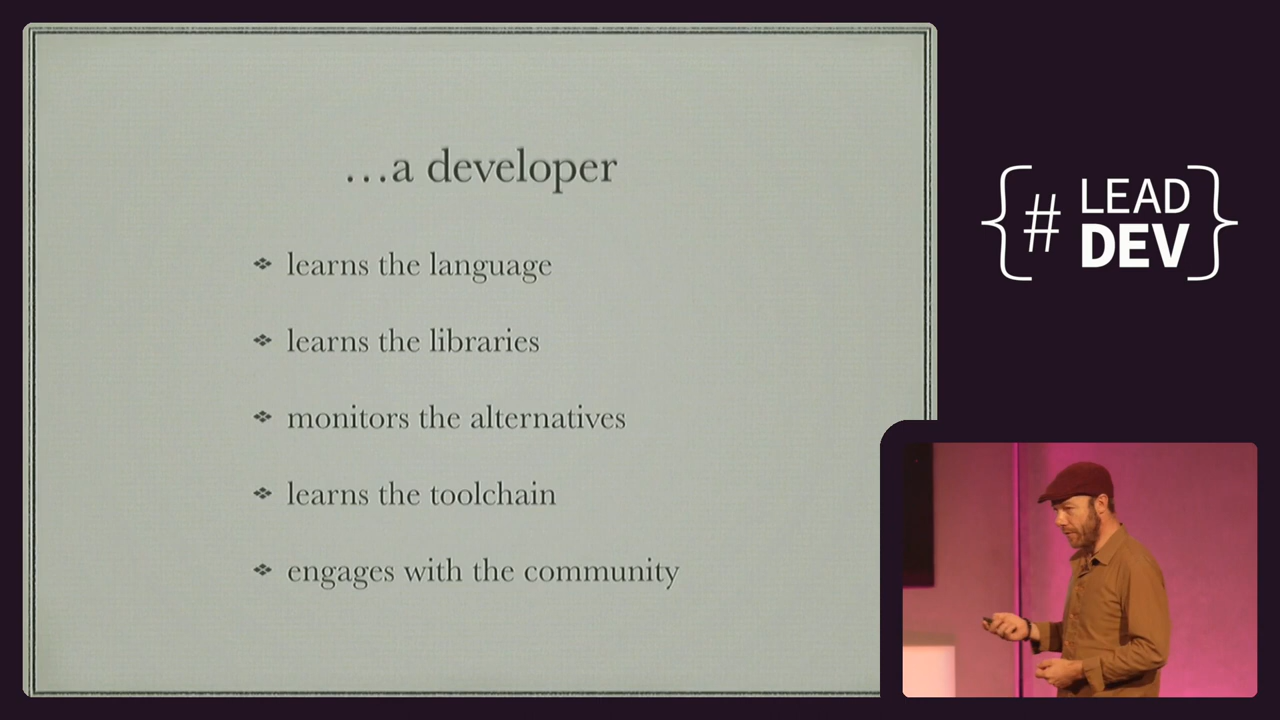 …a developer
learns the language
learns the libraries
monitors the alternatives
learns the toolchain
engages with the community
{# LEAD
DEV}